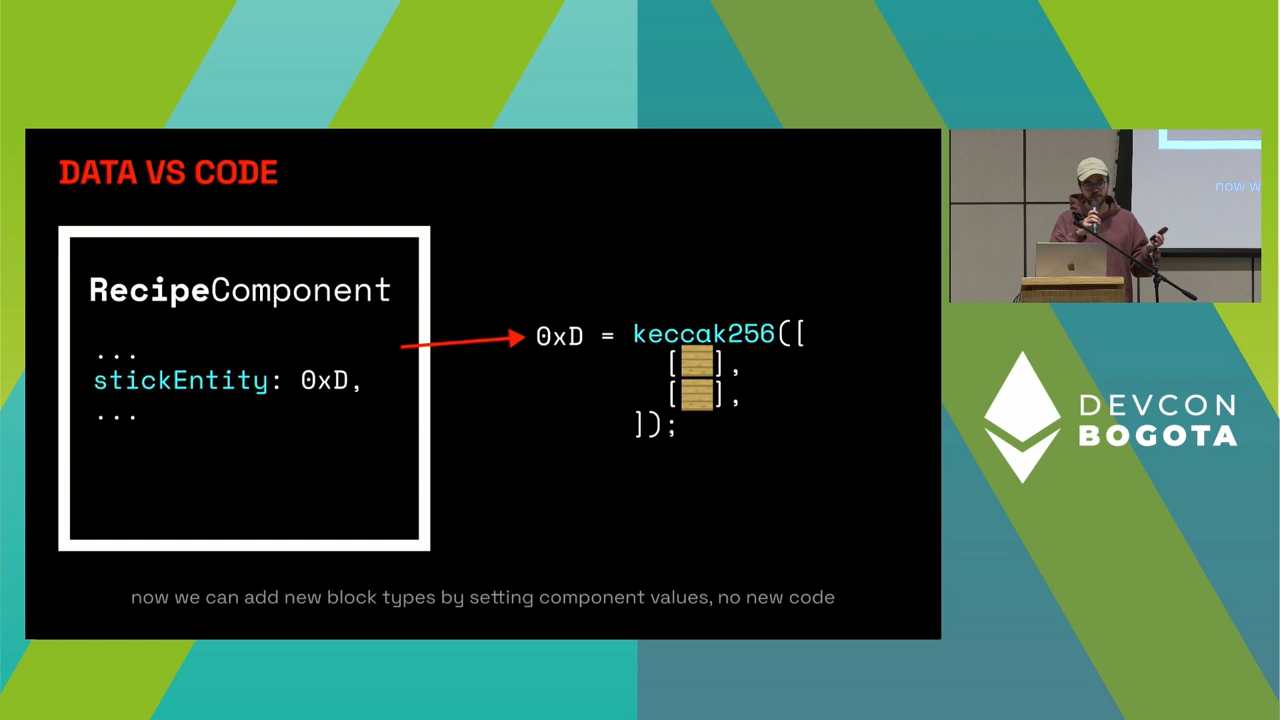 DATA VS CODE
RecipeComponent
...
stickEntity: 0xD,
...
0xD = keccak256([
[ ],
[ ],
]);
now we can add new block types by setting component values, no new code
now w
DEVCON
BOGOTA